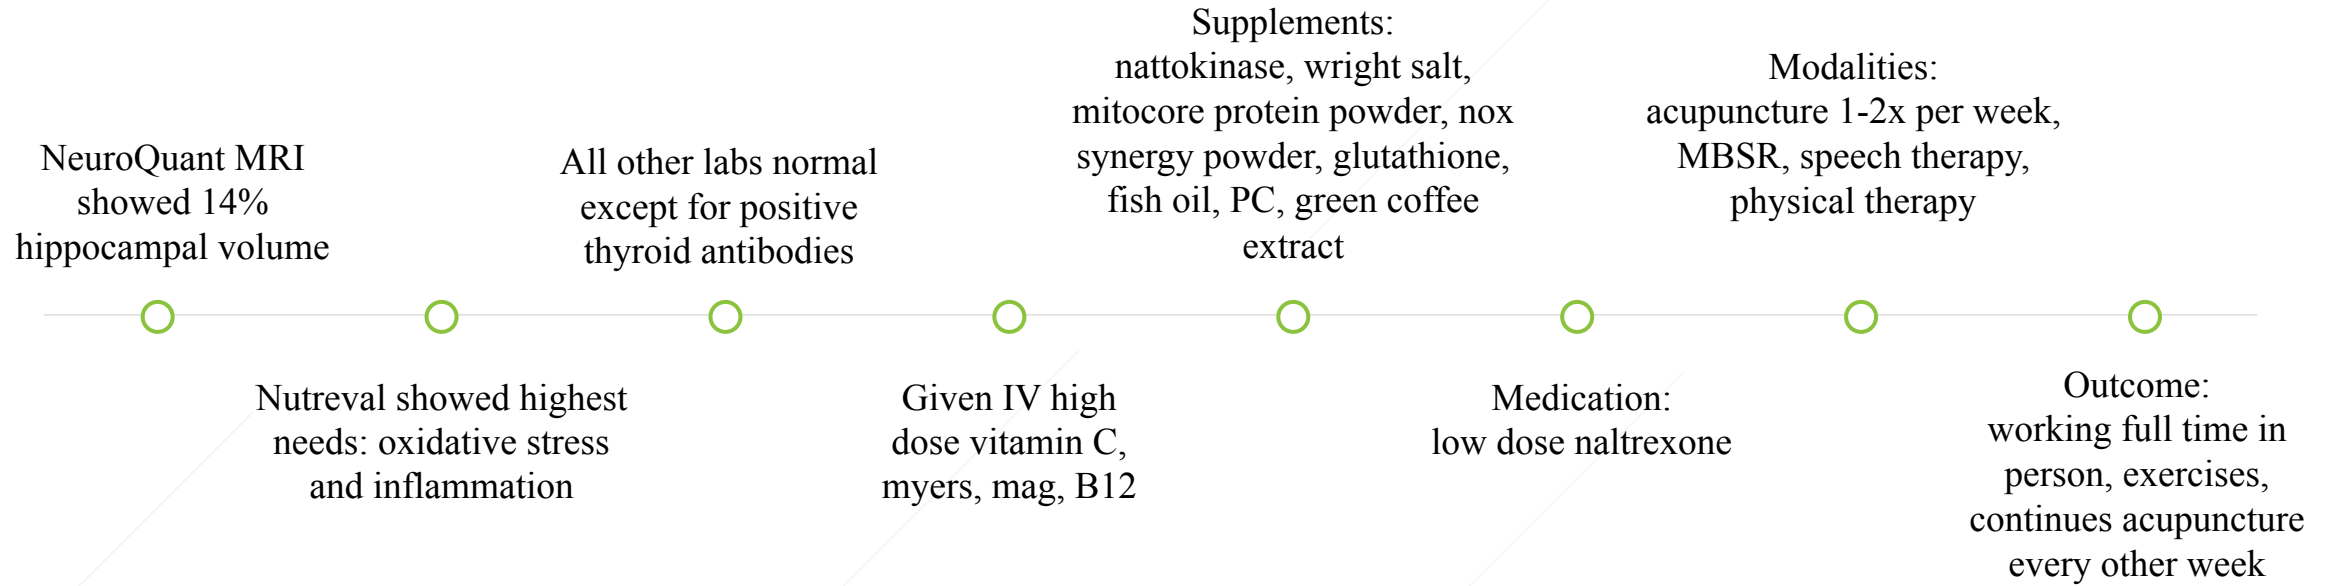 NeuroQuant MRI
showed 14%
hippocampal volume
Nutreval showed highest
needs: oxidative stress
and inflammation
All other labs normal
except for positive
thyroid antibodies
Given IV high
dose vitamin C,
myers, mag, B12
Supplements:
nattokinase, wright salt,
mitocore protein powder, nox
synergy powder, glutathione,
fish oil, PC, green coffee
extract
Medication:
low dose naltrexone
Modalities:
acupuncture 1-2x per week,
MBSR, speech therapy,
physical therapy
Outcome:
working full time in
person, exercises,
continues acupuncture
every other week